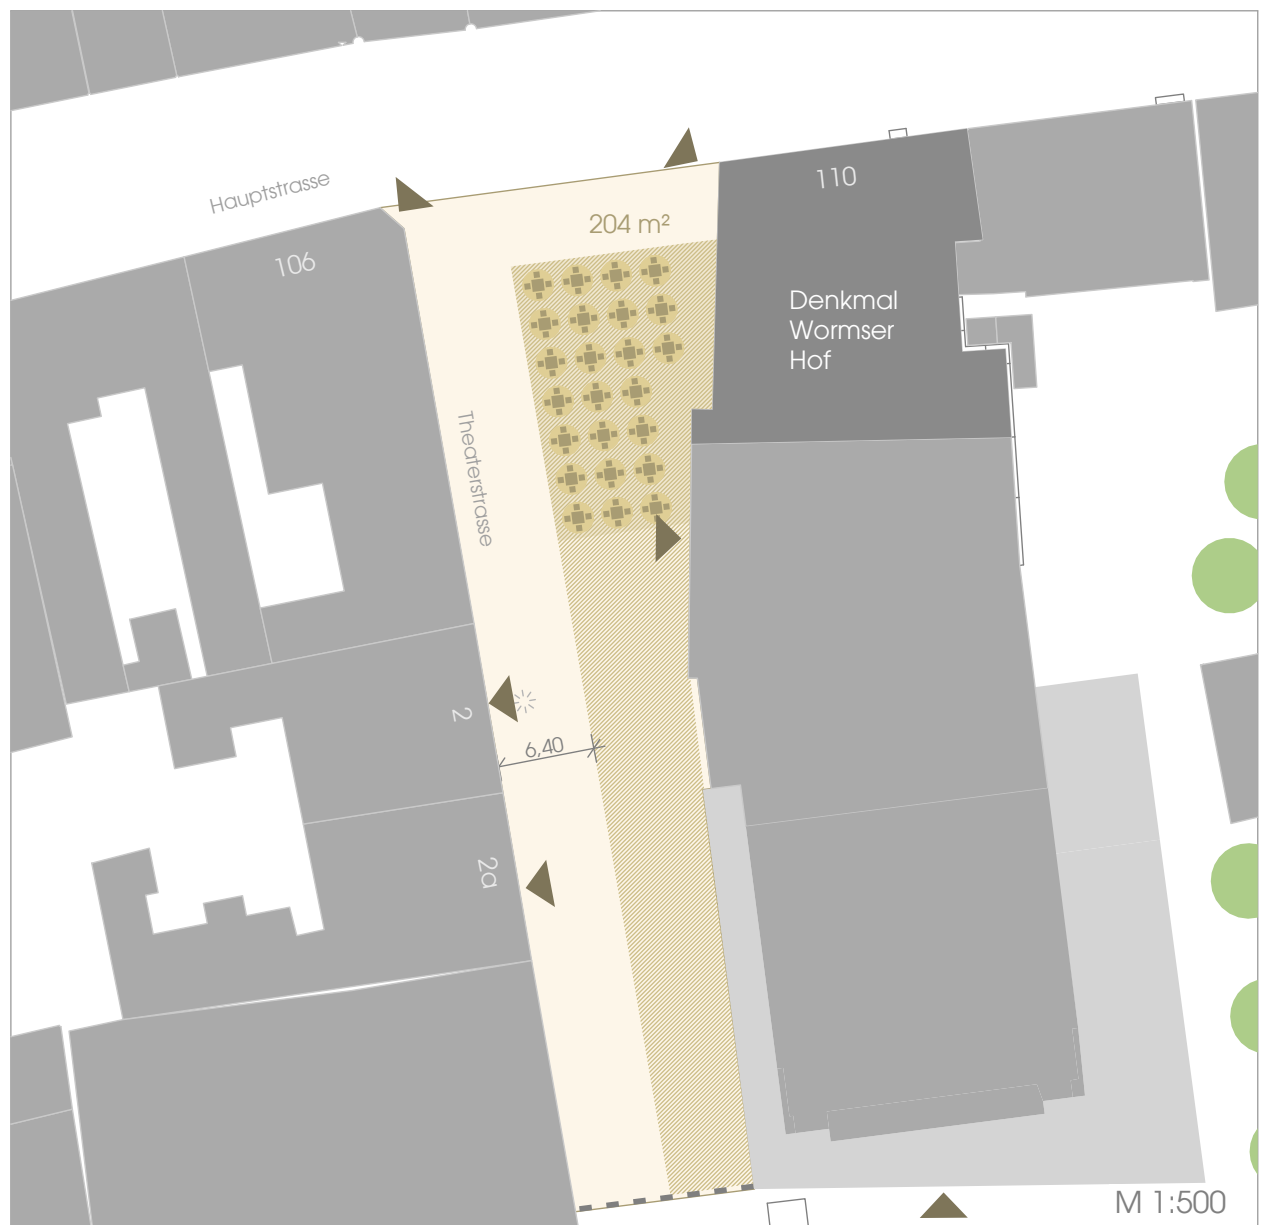 Hauptstrasse
110
204 m²
106
Denkmal
Wormser
Hof
Theaterstrasse
2
6,40
2a
M 1:500